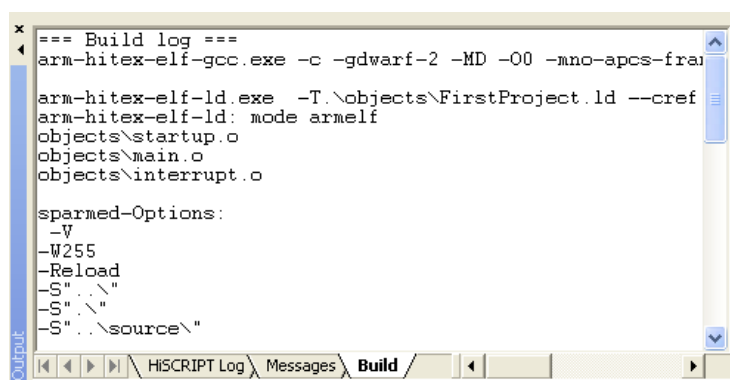 === Build log ===
arm-hitex-elf-gcc.exe -c -gdwarf-2 -MD -O0 -mno-apcs-fra
arm-hitex-elf-ld.exe  -T.\objects\FirstProject.ld --cref
arm-hitex-elf-ld: mode armelf
objects\startup.o
objects\main.o
objects\interrupt.o
sparmed-Options:
-V
-W255
-Reload
-S"..\"
-S".\"
-S"..\source\"
Output
HiSCRIPT Log Messages Build